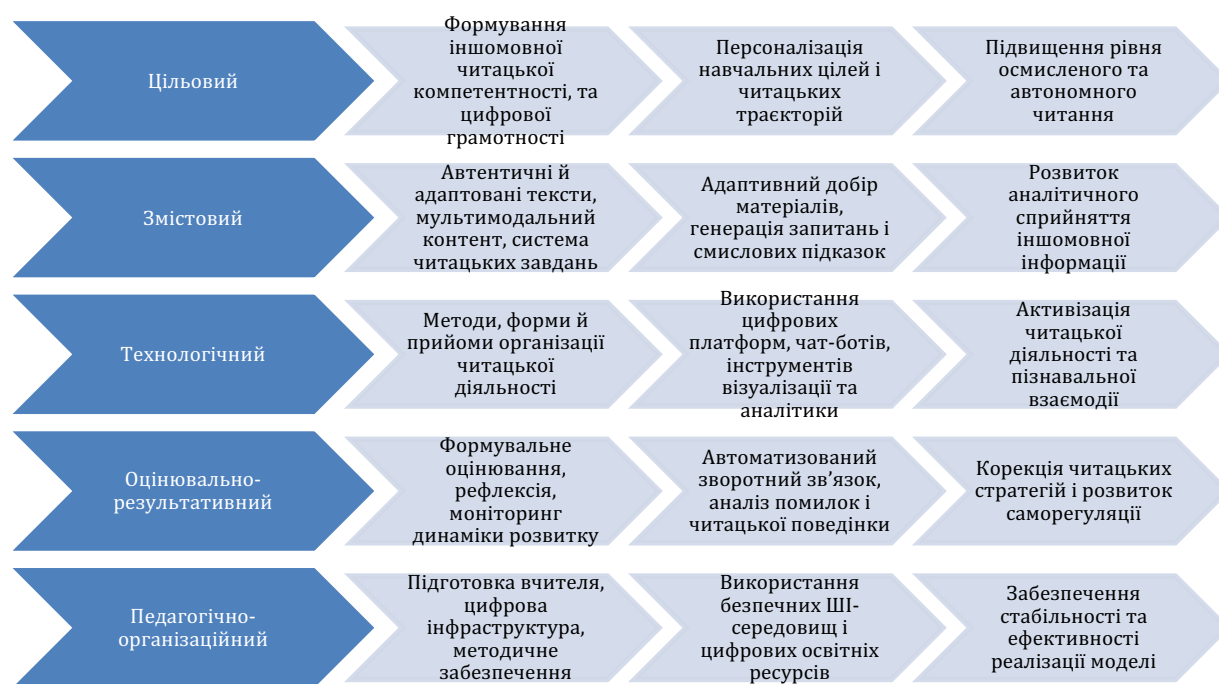 Цільовий
Формування
іншомовної
читацької
компетентності, та
цифрової
грамотності
Персоналізація
навчальних цілей і
читацьких
траєкторій
Підвищення рівня
осмисленого та
автономного
читання
Змістовий
Автентичні й
адаптовані тексти,
мультимодальний
контент, система
читацьких завдань
Адаптивний добір
матеріалів,
генерація запитань і
смислових підказок
Розвиток
аналітичного
сприйняття
іншомовної
інформації
Технологічний
Методи, форми й
прийоми організації
читацької
діяльності
Використання
цифрових
платформ, чат-ботів,
інструментів
візуалізації та
аналітики
Активізація
читацької
діяльності та
пізнавальної
взаємодії
Оцінювально-
результативний
Формувальне
оцінювання,
рефлексія,
моніторинг
динаміки розвитку
Автоматизований
зворотний зв’язок,
аналіз помилок і
читацької поведінки
Корекція читацьких
стратегій і розвиток
саморегуляції
Педагогічно-
організаційний
Підготовка вчителя,
цифрова
інфраструктура,
методичне
забезпечення
Використання
безпечних ШІ-
середовищ і
цифрових освітніх
ресурсів
Забезпечення
стабільності та
ефективності
реалізації моделі